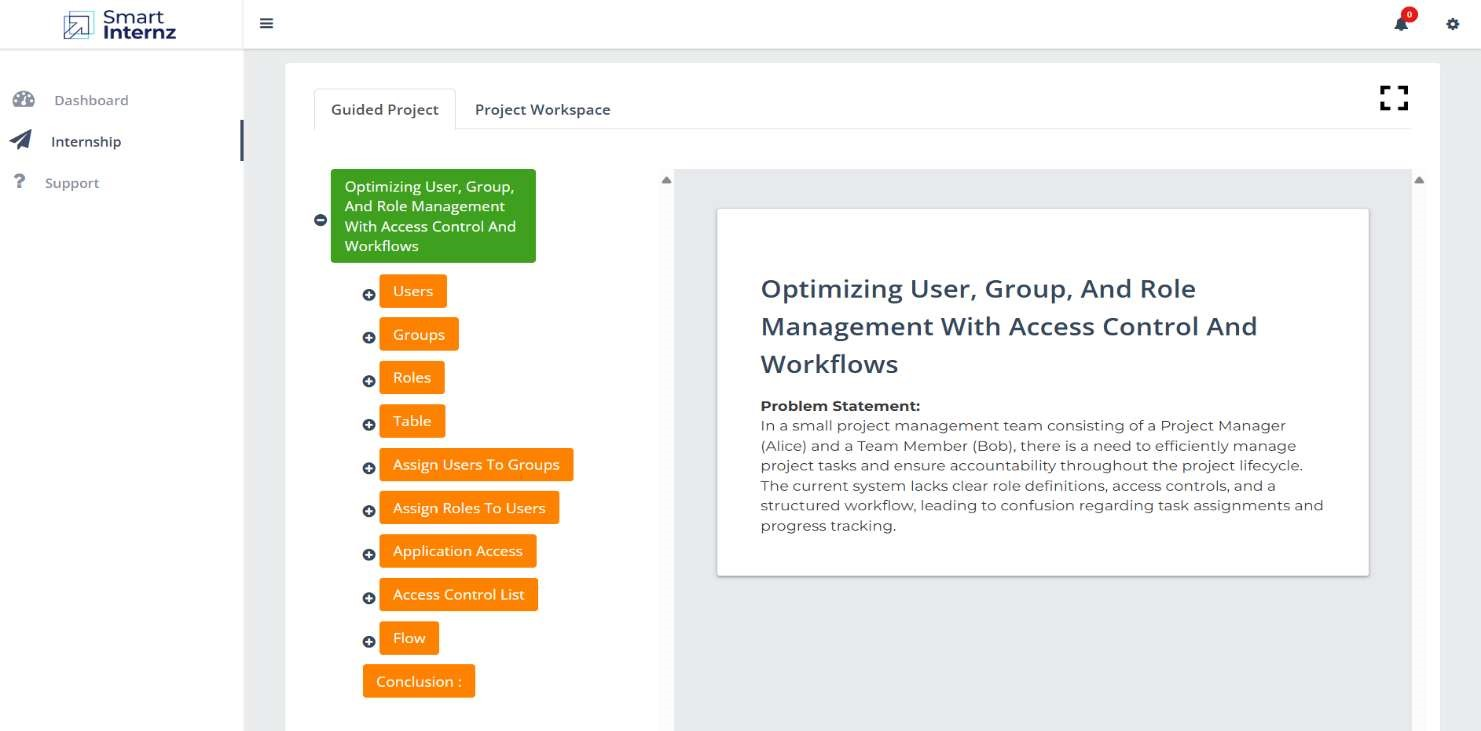 Smart
Internz
0
Dashboard
Internship
? Support
Guided Project
Project Workspace
Optimizing User, Group,
And Role Management
With Access Control And
Workflows
Users
Groups
Roles
Table
Assign Users To Groups
Assign Roles To Users
Application Access
Access Control List
Flow
Conclusion :
Optimizing User, Group, And Role
Management With Access Control And
Workflows
Problem Statement:
In a small project management team consisting of a Project Manager
(Alice) and a Team Member (Bob), there is a need to efficiently manage
project tasks and ensure accountability throughout the project lifecycle.
The current system lacks clear role definitions, access controls, and a
structured workflow, leading to confusion regarding task assignments and
progress tracking.